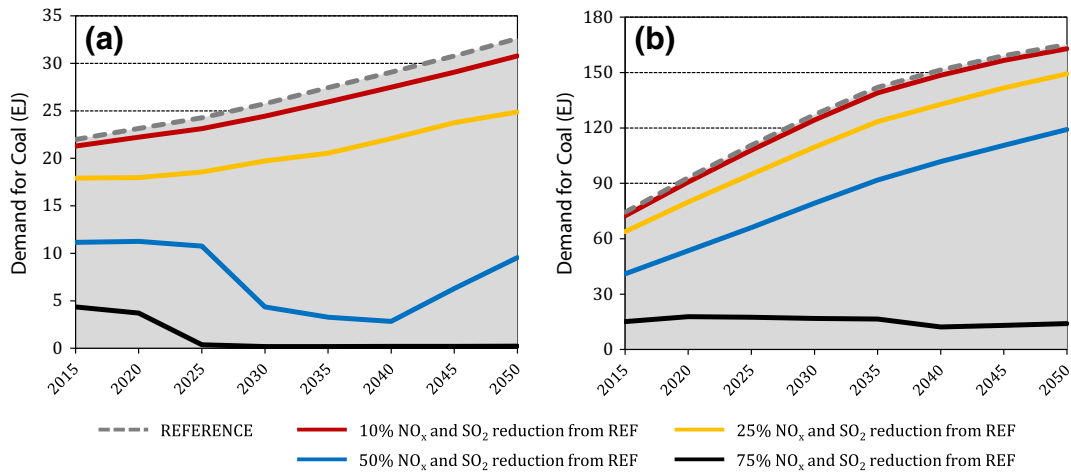 (a)
Demand for Coal (EJ)
35
30
25
20
15
10
5
0
2015 2020 2025 2030 2035 2040 2045 2050
(b)
Demand for Coal (EJ)
180
150
120
90
60
30
0
2015 2020 2025 2030 2035 2040 2045 2050
REFERENCE 10% NOx and SO2 reduction from REF 25% NOx and SO2 reduction from REF
50% NOx and SO2 reduction from REF 75% NOx and SO2 reduction from REF